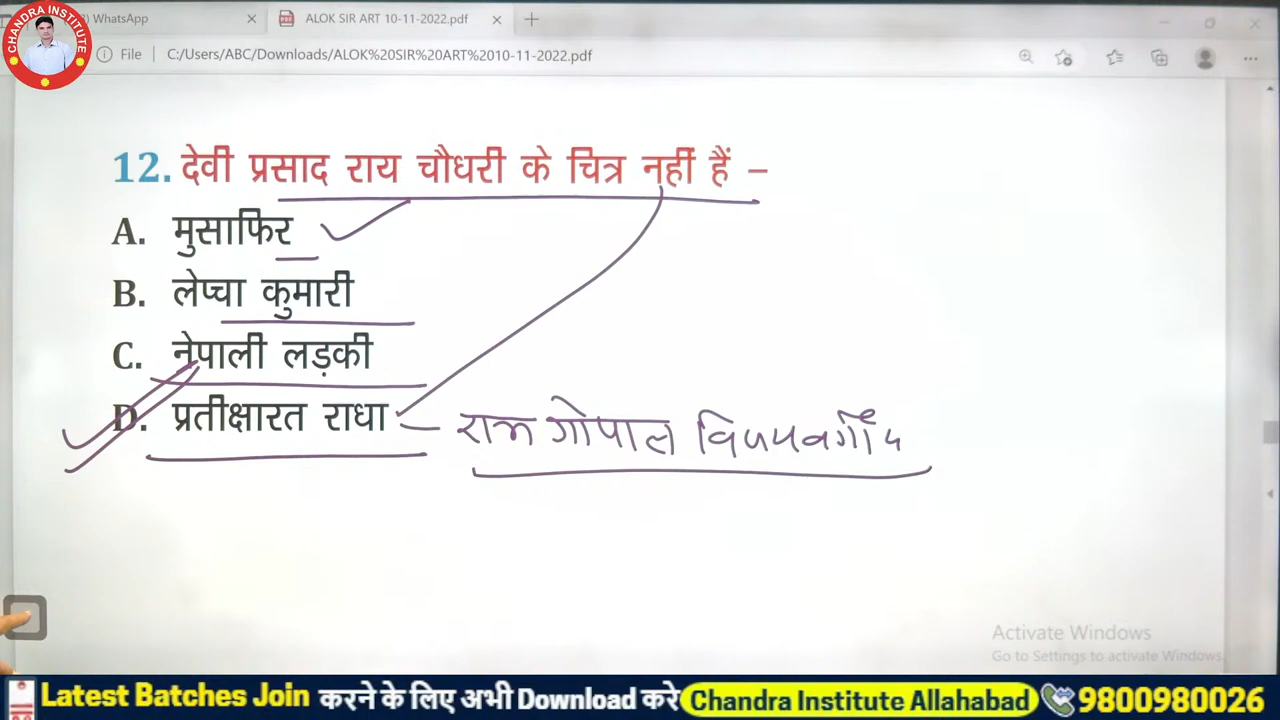 CHANDRA INSTITUTE
WhatsApp
ALOK SIR ART 10-11-2022.pdf
File
C:/Users/ABC/Downloads/ALOK%20SIR%20ART%2010-11-2022.pdf
12. देवी प्रसाद राय चौधरी के चित्र नहीं हैं –
A. मुसाफिर
B. लेप्चा कुमारी
C. नेपाली लड़की
D. प्रतीक्षारत राधा – राम गोपाल विजयवर्गीय
Activate Windows
Go to Settings to activate Windows.
Latest Batches Join करने के लिए अभी Download करे Chandra Institute Allahabad 9800980026